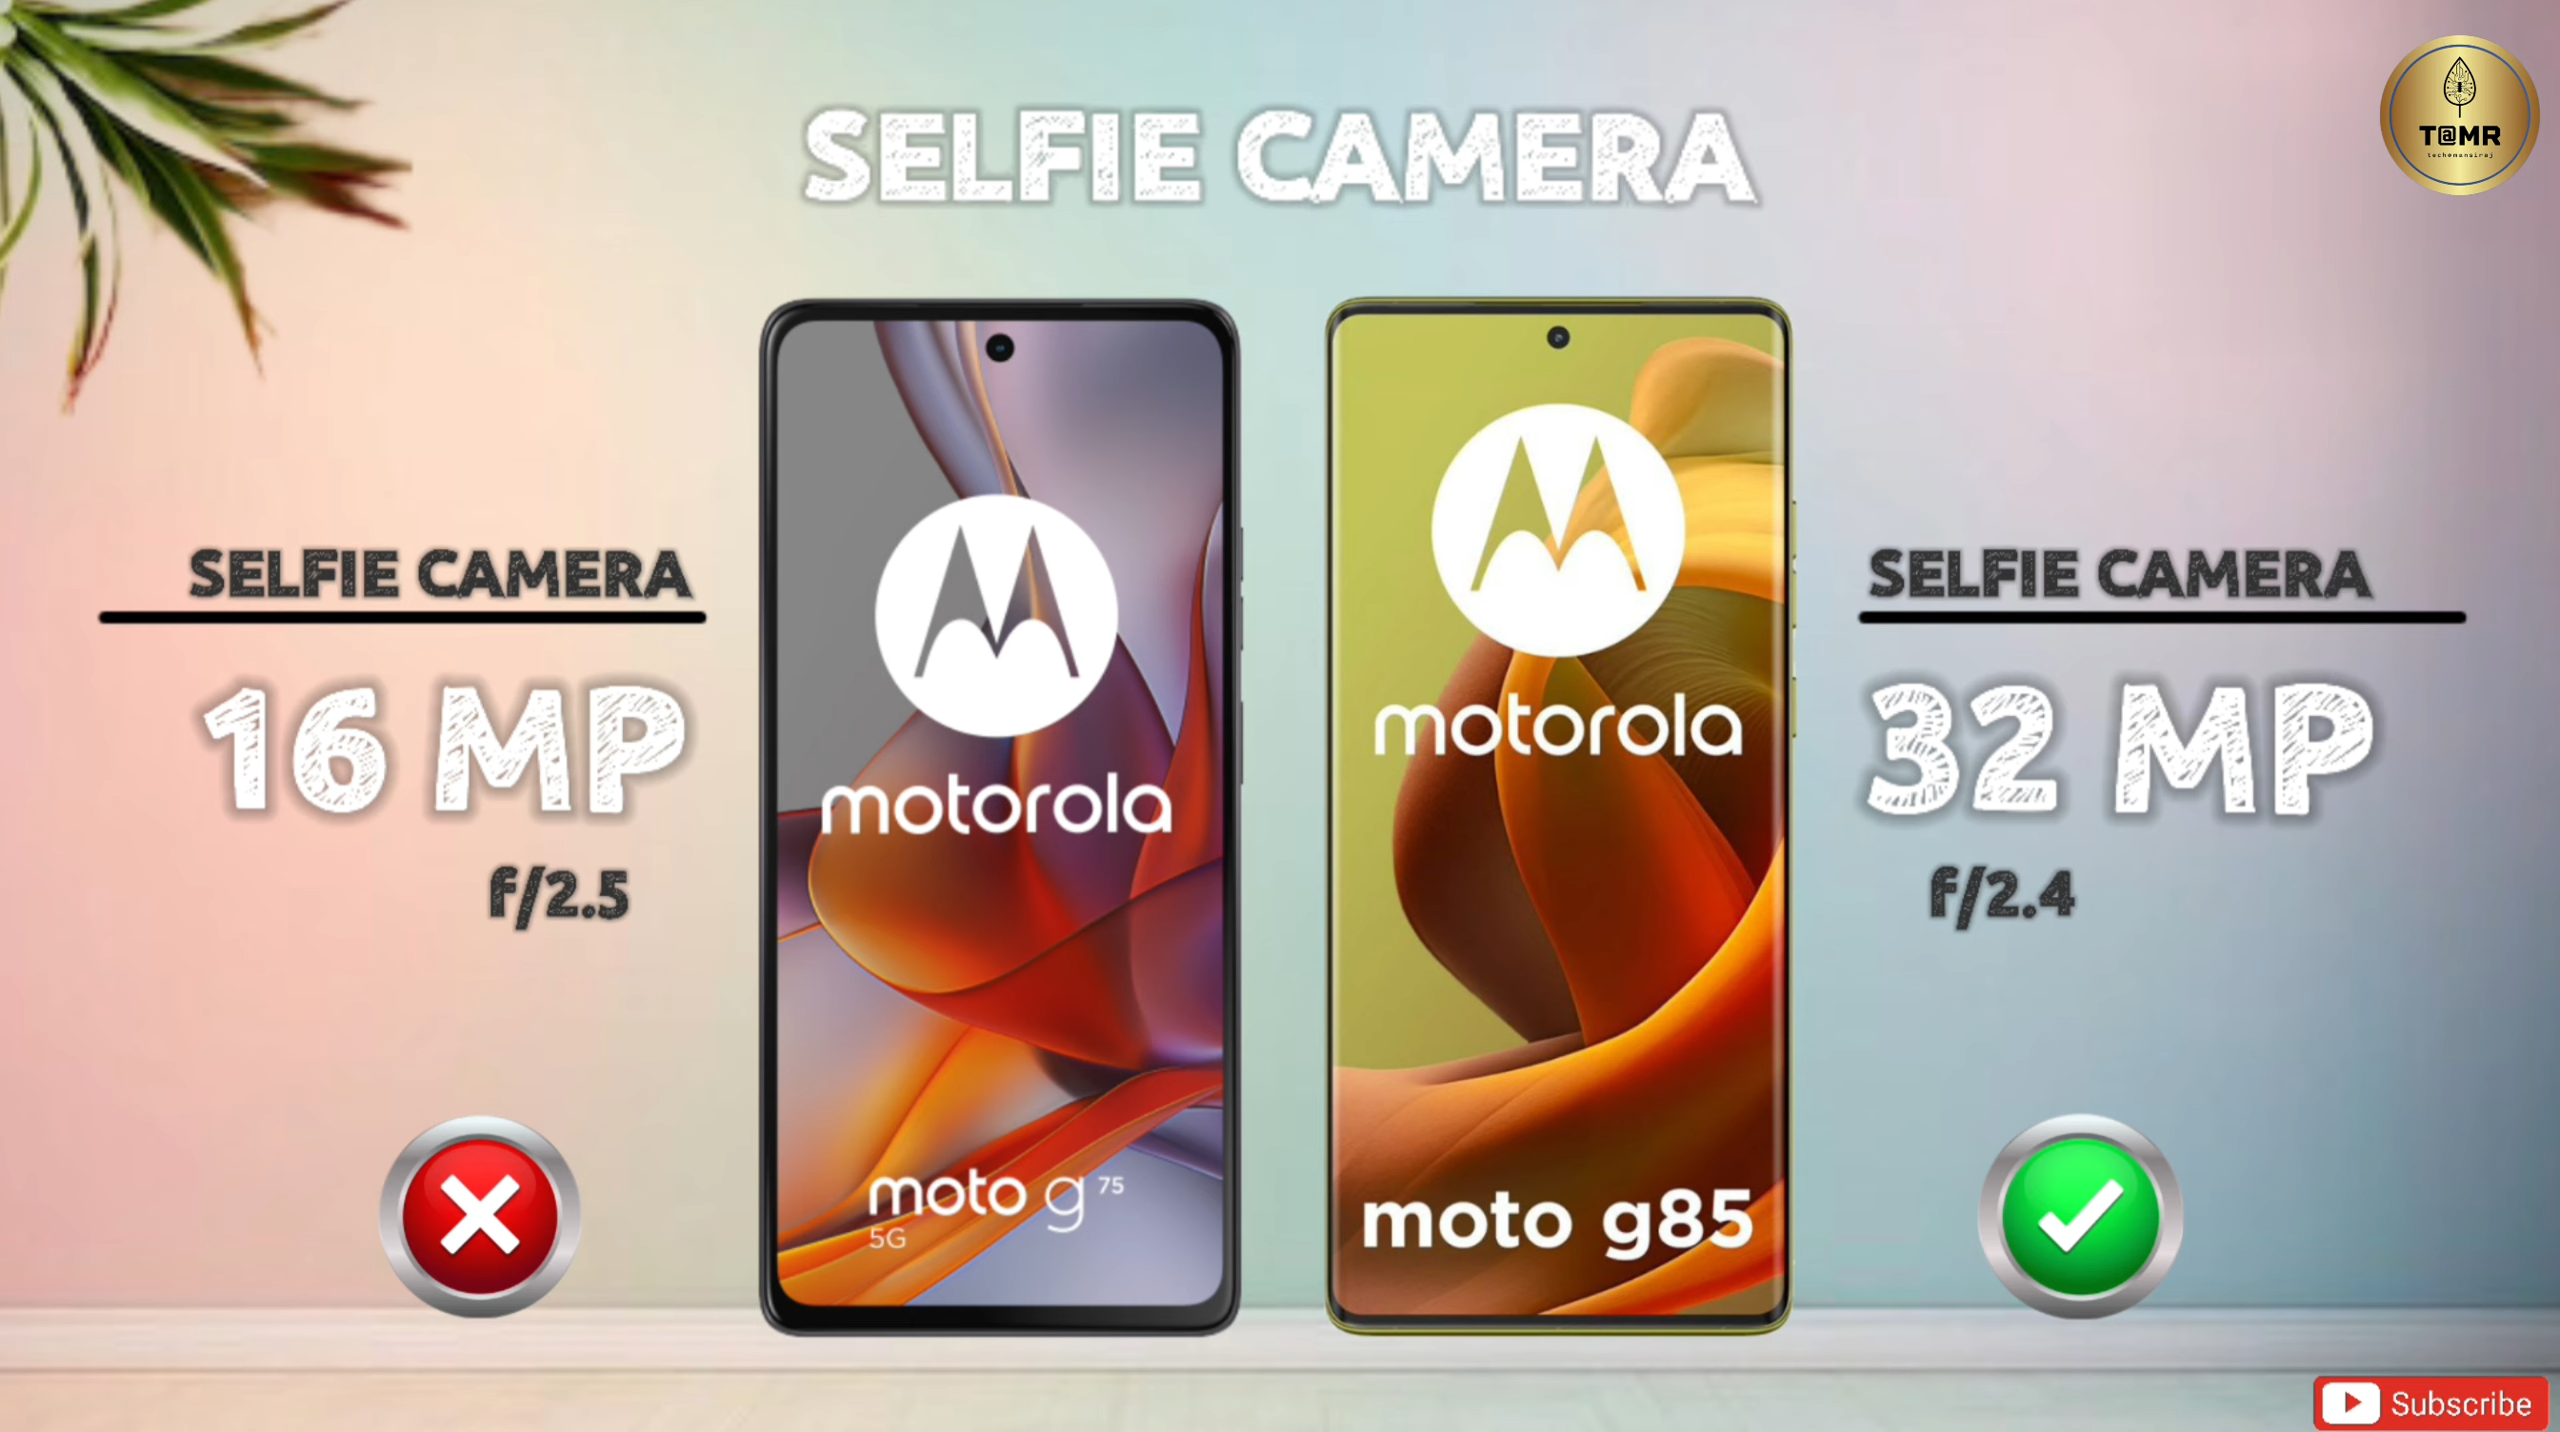 SELFIE CAMERA
T@MR
techemansiraj
SELFIE CAMERA
16 MP
f/2.5
motorola
moto g 75
5G
motorola
moto g85
SELFIE CAMERA
32 MP
f/2.4
Subscribe